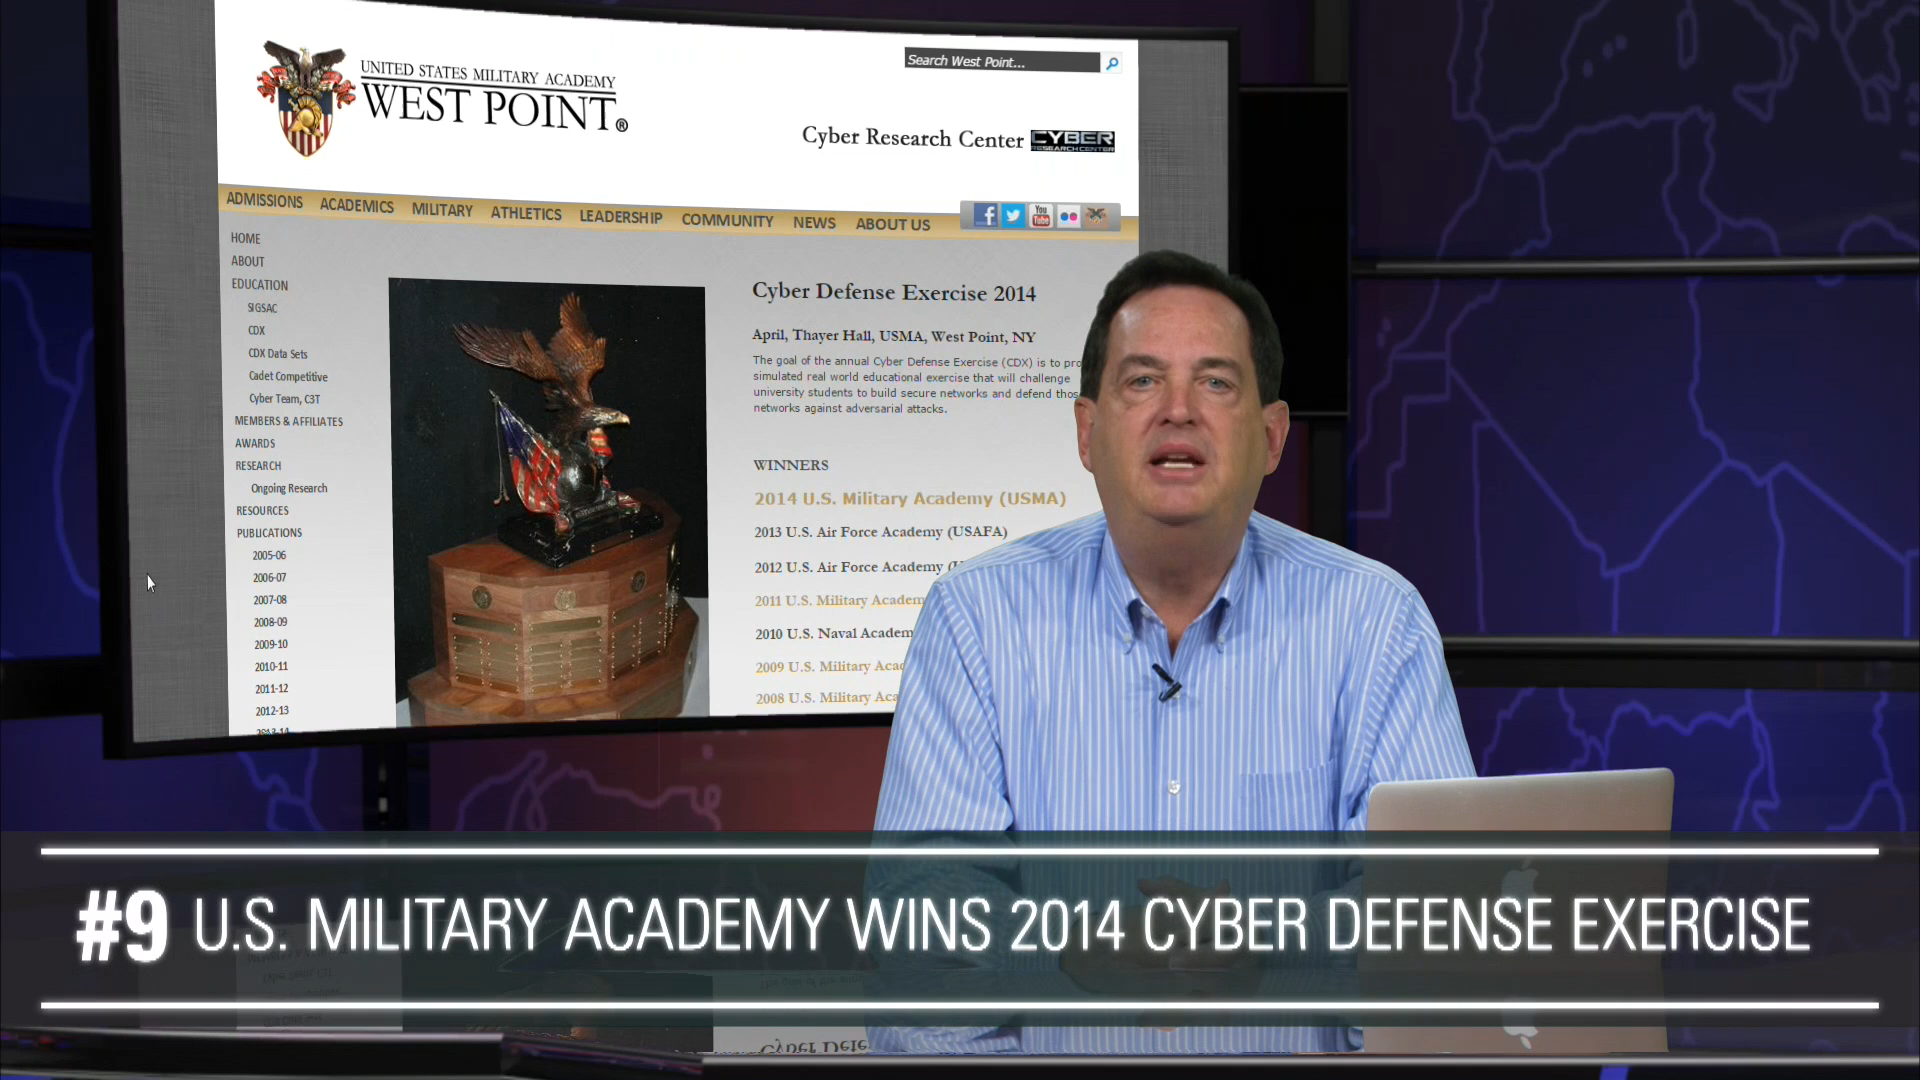 UNITED STATES MILITARY ACADEMY
WEST POINT®
Search West Point...
Cyber Research Center CYBER
RESEARCH CENTER
ADMISSIONS ACADEMICS MILITARY ATHLETICS LEADERSHIP COMMUNITY NEWS ABOUT US
You
Tube
HOME
ABOUT
EDUCATION
SIGSAC
CDX
CDX Data Sets
Cadet Competitive
Cyber Team, C3T
MEMBERS & AFFILIATES
AWARDS
RESEARCH
Ongoing Research
RESOURCES
PUBLICATIONS
2005-06
2006-07
2007-08
2008-09
2009-10
2010-11
2011-12
2012-13
2013-14
Cyber Defense Exercise 2014
April, Thayer Hall, USMA, West Point, NY
The goal of the annual Cyber Defense Exercise (CDX) is to pro
simulated real world educational exercise that will challenge
university students to build secure networks and defend thos
networks against adversarial attacks.
WINNERS
2014 U.S. Military Academy (USMA)
2013 U.S. Air Force Academy (USAFA)
2012 U.S. Air Force Academy
2011 U.S. Military Academ
2010 U.S. Naval Academ
2009 U.S. Military Acad
2008 U.S. Military Aca
#9 U.S. MILITARY ACADEMY WINS 2014 CYBER DEFENSE EXERCISE